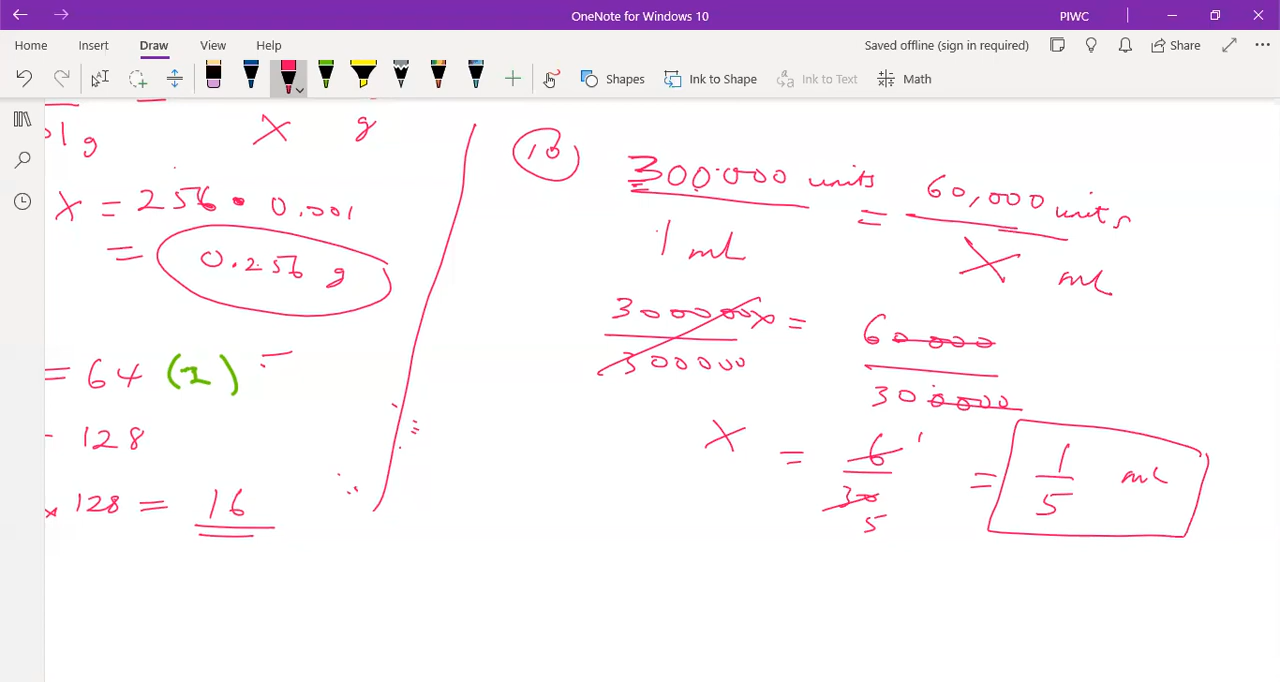 OneNote for Windows 10
PIWC
Home Insert Draw View Help
Saved offline (sign in required)
Share
Shapes
Ink to Shape
Ink to Text
Math
g
X g
X = 256 • 0.001
= 0.256 g
= 64 (2)
128
x 128 = 16
10
300.000 units = 60,000 units
1 mL X mL
300000x = 60000
300000 300000
X = 6 1 = 1 mL
30 5
5